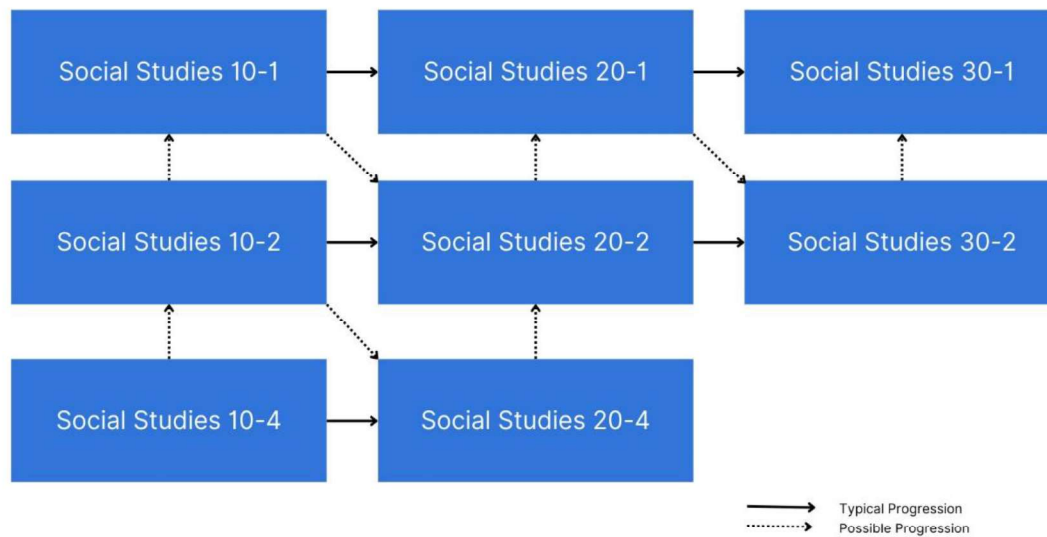 Social Studies 10-1
Social Studies 20-1
Social Studies 30-1
Social Studies 10-2
Social Studies 20-2
Social Studies 30-2
Social Studies 10-4
Social Studies 20-4
Typical Progression
Possible Progression